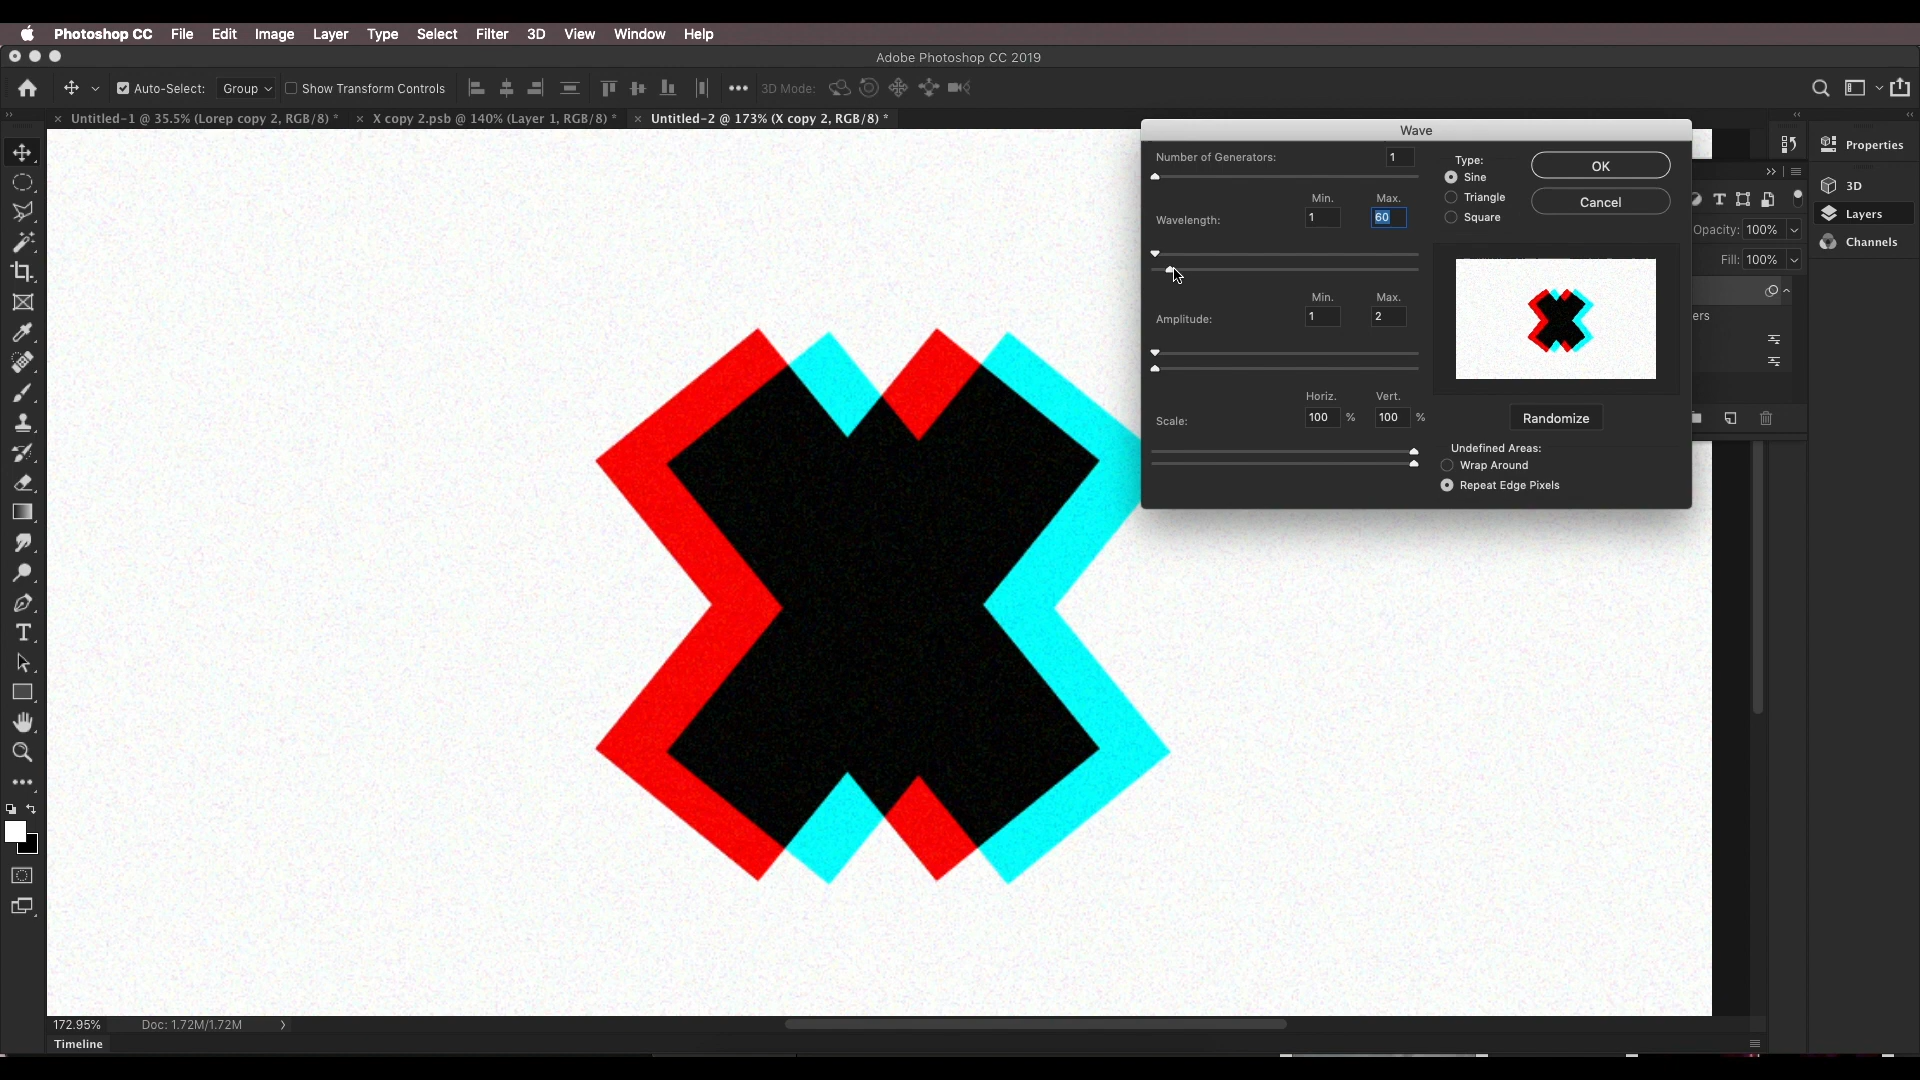 Photoshop CC File Edit Image Layer Type Select Filter 3D View Window Help
Adobe Photoshop CC 2019
Auto-Select: Group Show Transform Controls 3D Mode:
Untitled-1 @ 35.5% (Lorep copy 2, RGB/8) * X copy 2.psb @ 140% (Layer 1, RGB/8) * Untitled-2 @ 173% (X copy 2, RGB/8) *
Wave
Number of Generators: 1
Type:
Sine
Triangle
Square
OK
Cancel
Min. Max.
Wavelength: 1 60
Min. Max.
Amplitude: 1 2
Horiz. Vert.
Scale: 100 % 100 %
Randomize
Undefined Areas:
Wrap Around
Repeat Edge Pixels
Properties
3D
Layers
Channels
Opacity: 100%
Fill: 100%
ers
172.95% Doc: 1.72M/1.72M
Timeline